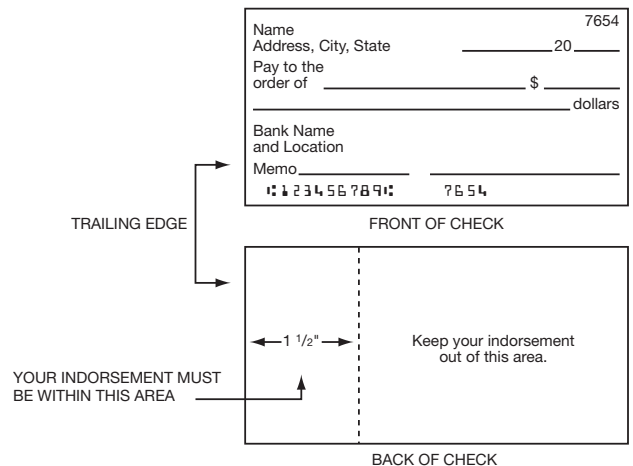 7654
Name
Address, City, State 20
Pay to the
order of $
dollars
Bank Name
and Location
Memo
⑆123456789⑆ 7654
FRONT OF CHECK
TRAILING EDGE
1 1/2"
Keep your indorsement
out of this area.
YOUR INDORSEMENT MUST
BE WITHIN THIS AREA
BACK OF CHECK